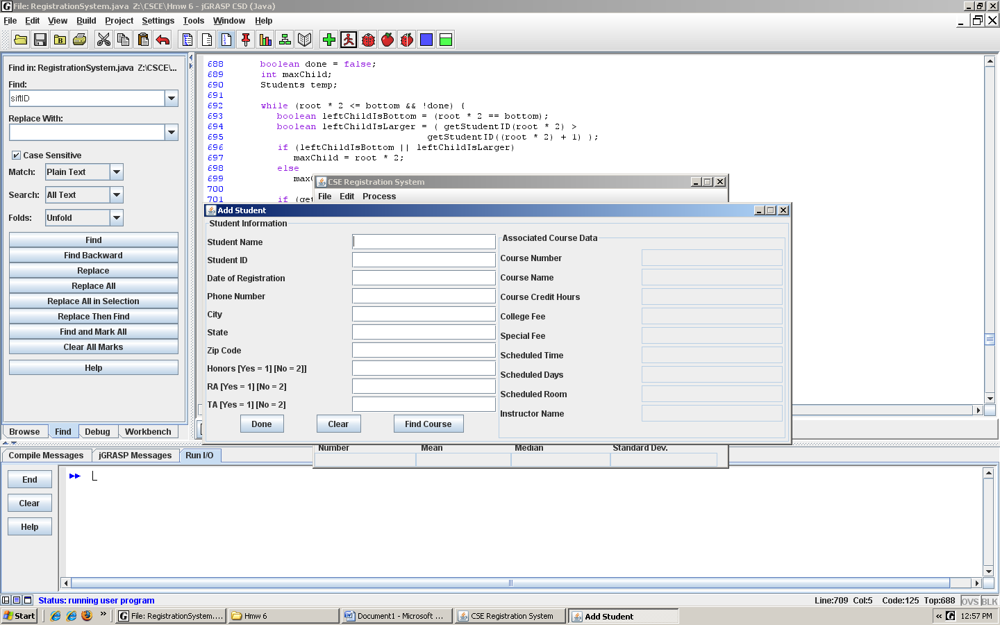 File: RegistrationSystem.java  Z:\CSCE\Hmw 6 - jGRASP CSD (Java)
File Edit View Build Project Settings Tools Window Help
Find in: RegistrationSystem.java  Z:\CSCE\...
Find:
siftID
Replace With:
Case Sensitive
Match: Plain Text
Search: All Text
Folds: Unfold
Find
Find Backward
Replace
Replace All
Replace All in Selection
Replace Then Find
Find and Mark All
Clear All Marks
Help
Browse Find Debug Workbench
688 boolean done = false;
689 int maxChild;
690 Students temp;
691
692 while (root * 2 <= bottom && !done) {
693 boolean leftChildIsBottom = (root * 2 == bottom);
694 boolean leftChildIsLarger = ( getStudentID(root * 2) >
695 getStudentID((root * 2) + 1) );
696 if (leftChildIsBottom || leftChildIsLarger)
697 maxChild = root * 2;
698 else
699 max
700
701 if (ge
CSE Registration System
File Edit Process
Add Student
Student Information
Student Name
Student ID
Date of Registration
Phone Number
City
State
Zip Code
Honors [Yes = 1] [No = 2]]
RA [Yes = 1] [No = 2]
TA [Yes = 1] [No = 2]
Done Clear Find Course
Associated Course Data
Course Number
Course Name
Course Credit Hours
College Fee
Special Fee
Scheduled Time
Scheduled Days
Scheduled Room
Instructor Name
Number Mean Median Standard Dev.
Compile Messages jGRASP Messages Run I/O
End
Clear
Help
Status: running user program
Line:709 Col:5 Code:125 Top:688 OVS BLK
Start » File: RegistrationSystem.... Hmw 6 Document1 - Microsoft ... CSE Registration System Add Student « 12:57 PM